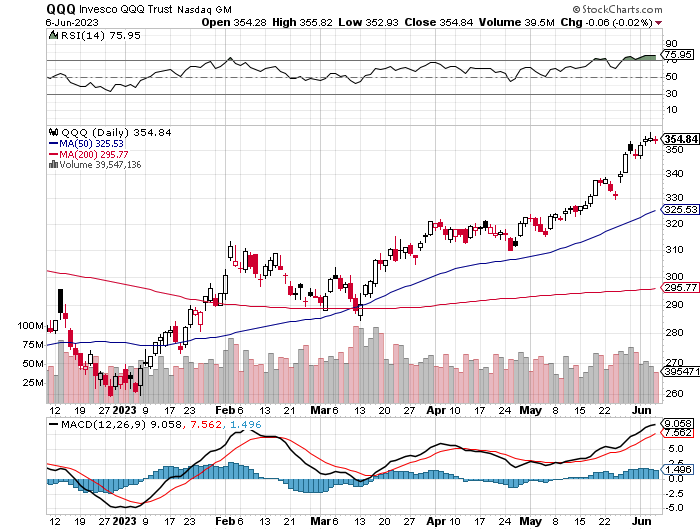 QQQ Invesco QQQ Trust Nasdaq GM © StockCharts.com
6-Jun-2023 Open 354.28 High 355.82 Low 352.93 Close 354.84 Volume 39.5M Chg -0.06 (-0.02%)
RSI(14) 75.95
90
75.95
50
30
10
QQQ (Daily) 354.84
MA(50) 325.53
MA(200) 295.77
Volume 39,547,136
354.84
350
340
330
325.53
320
310
300
295.77
290
280
270
260
100M
75M
50M
25M
395471
12 19 27 2023 9 17 23 Feb 6 13 21 Mar 6 13 20 27 Apr 10 17 24 May 8 15 22 Jun
MACD(12,26,9) 9.058, 7.562, 1.496
9.058
7.562
5.0
2.5
1.496
0.0
-2.5
-5.0
12 19 27 2023 9 17 23 Feb 6 13 21 Mar 6 13 20 27 Apr 10 17 24 May 8 15 22 Jun